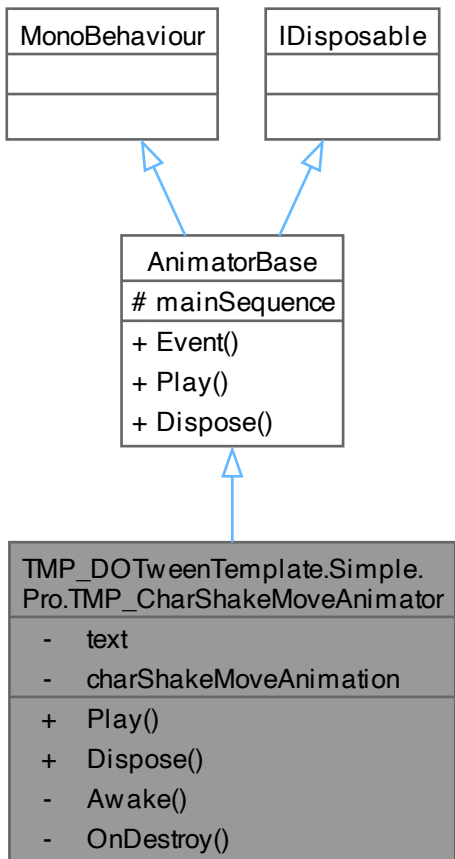 MonoBehaviour
IDisposable
AnimatorBase
# mainSequence
+ Event()
+ Play()
+ Dispose()
TMP_DOTweenTemplate.Simple.
Pro.TMP_CharShakeMoveAnimator
- text
- charShakeMoveAnimation
+ Play()
+ Dispose()
- Awake()
- OnDestroy()